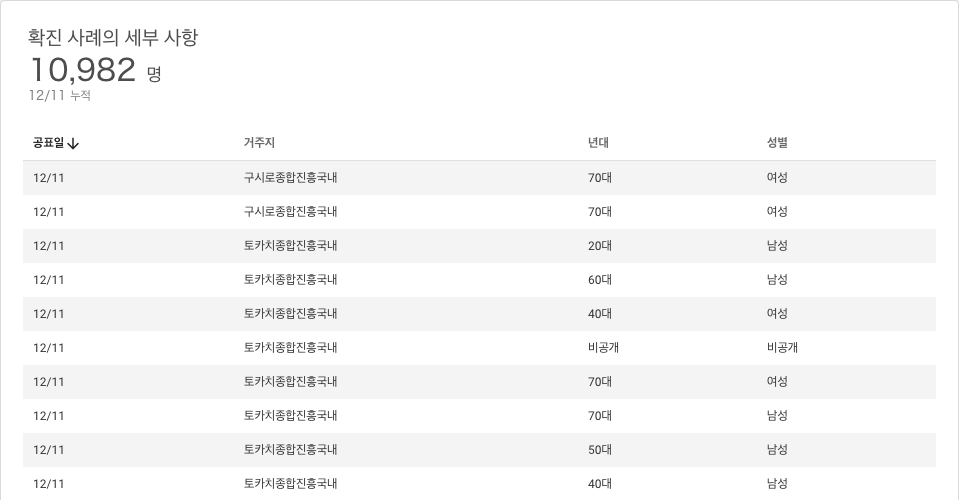 확진 사례의 세부 사항
10,982 명
12/11 누적
공표일↓ 거주지 년대 성별
12/11 구시로종합진흥국내 70대 여성
12/11 구시로종합진흥국내 70대 여성
12/11 토카치종합진흥국내 20대 남성
12/11 토카치종합진흥국내 60대 남성
12/11 토카치종합진흥국내 40대 여성
12/11 토카치종합진흥국내 비공개 비공개
12/11 토카치종합진흥국내 70대 여성
12/11 토카치종합진흥국내 70대 남성
12/11 토카치종합진흥국내 50대 남성
12/11 토카치종합진흥국내 40대 남성